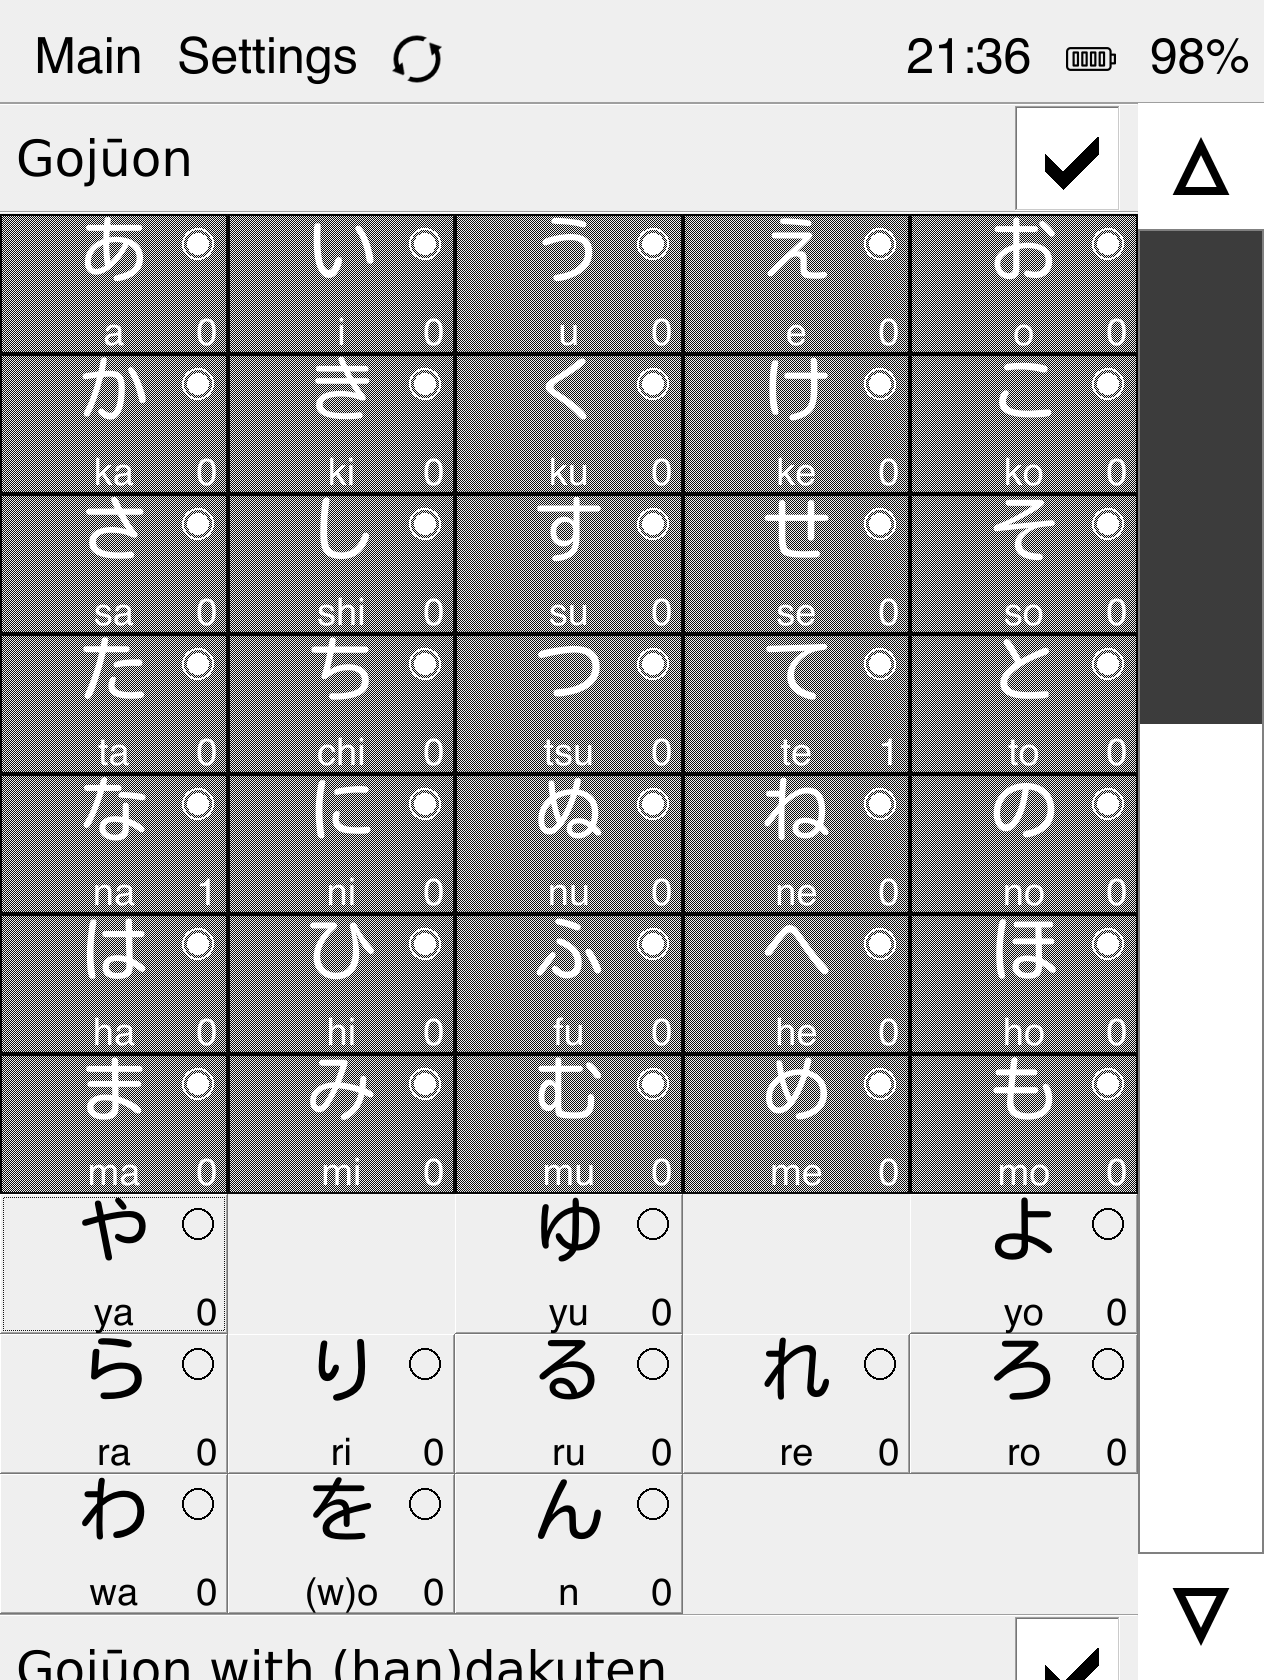 Main Settings 21:36 98%
Gojūon
あ い う え お
a 0 i 0 u 0 e 0 o 0
か き く け こ
ka 0 ki 0 ku 0 ke 0 ko 0
さ し す せ そ
sa 0 shi 0 su 0 se 0 so 0
た ち つ て と
ta 0 chi 0 tsu 0 te 1 to 0
な に ぬ ね の
na 1 ni 0 nu 0 ne 0 no 0
は ひ ふ へ ほ
ha 0 hi 0 fu 0 he 0 ho 0
ま み む め も
ma 0 mi 0 mu 0 me 0 mo 0
や ゆ よ
ya 0 yu 0 yo 0
ら り る れ ろ
ra 0 ri 0 ru 0 re 0 ro 0
わ を ん
wa 0 (w)o 0 n 0
Gojūon with (han)dakuten